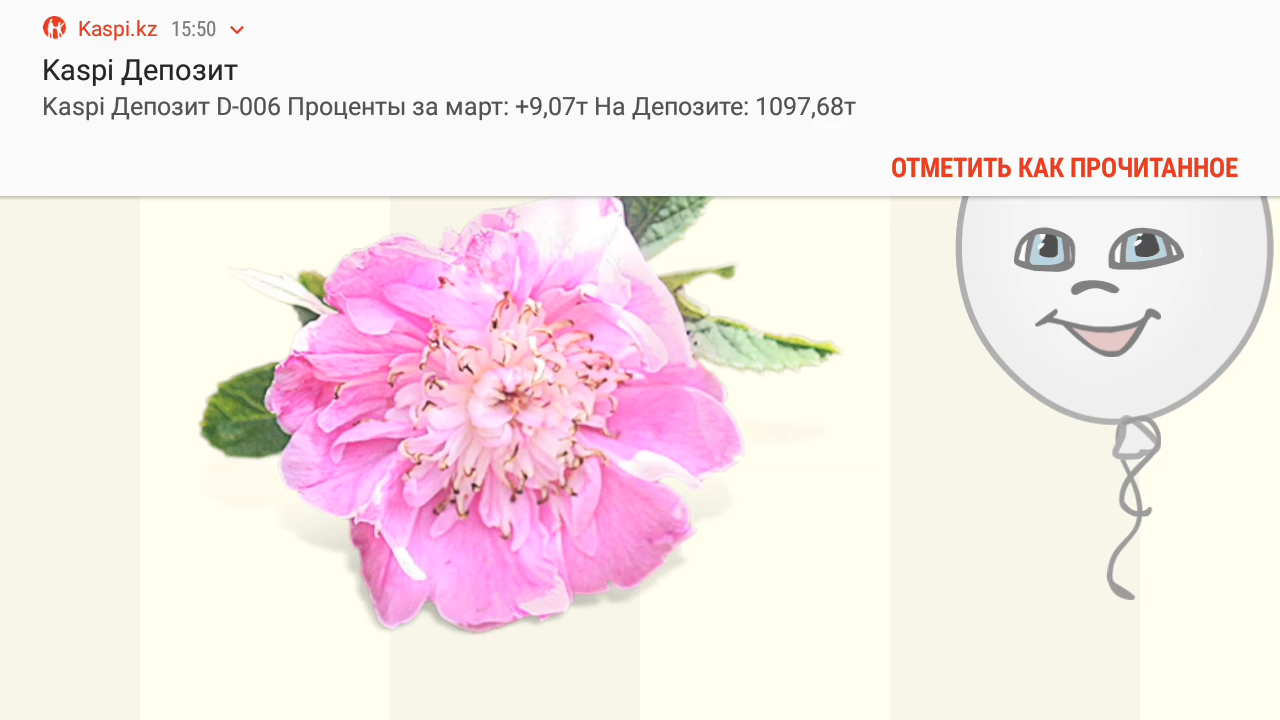 Kaspi.kz 15:50
Kaspi Депозит
Kaspi Депозит D-006 Проценты за март: +9,07т На Депозите: 1097,68т
ОТМЕТИТЬ КАК ПРОЧИТАННОЕ